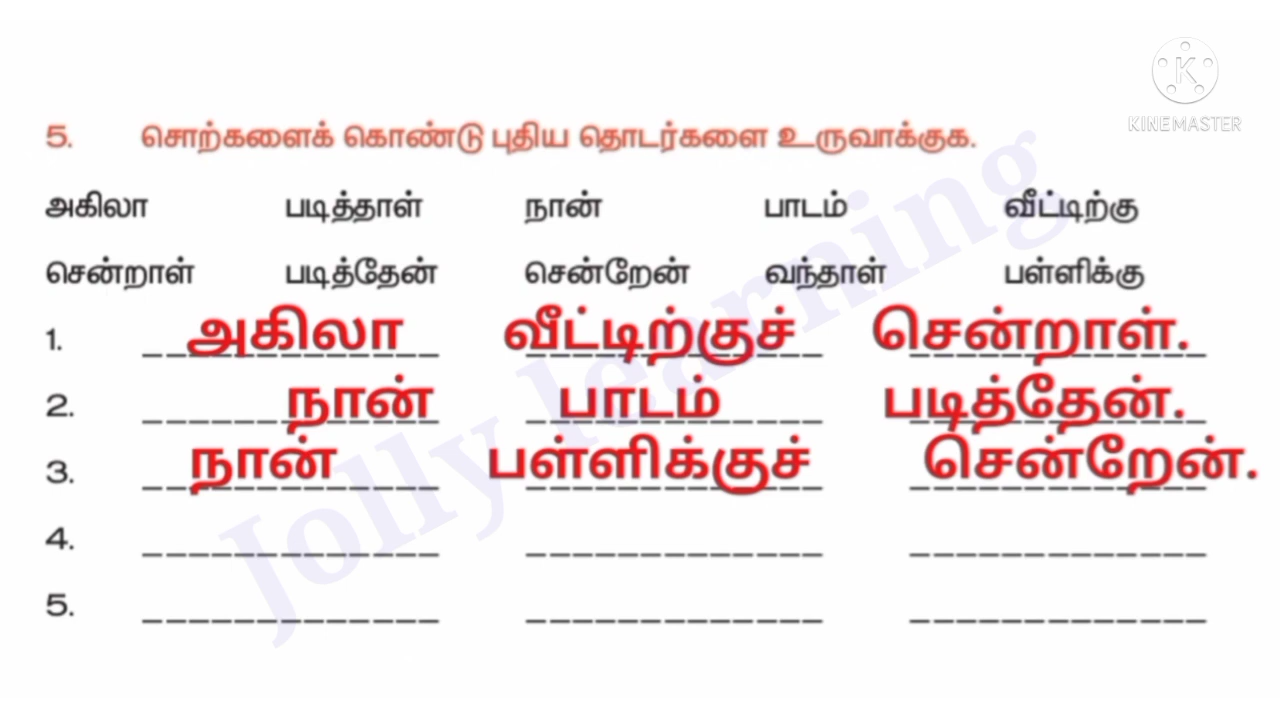 KINEMASTER
5. சொற்களைக் கொண்டு புதிய தொடர்களை உருவாக்குக.
அகிலா படித்தாள் நான் பாடம் வீட்டிற்கு
சென்றாள் படித்தேன் சென்றேன் வந்தாள் பள்ளிக்கு
1. அகிலா வீட்டிற்குச் சென்றாள்.
2. நான் பாடம் படித்தேன்.
3. நான் பள்ளிக்குச் சென்றேன்.
4.
5.
Jolly learning